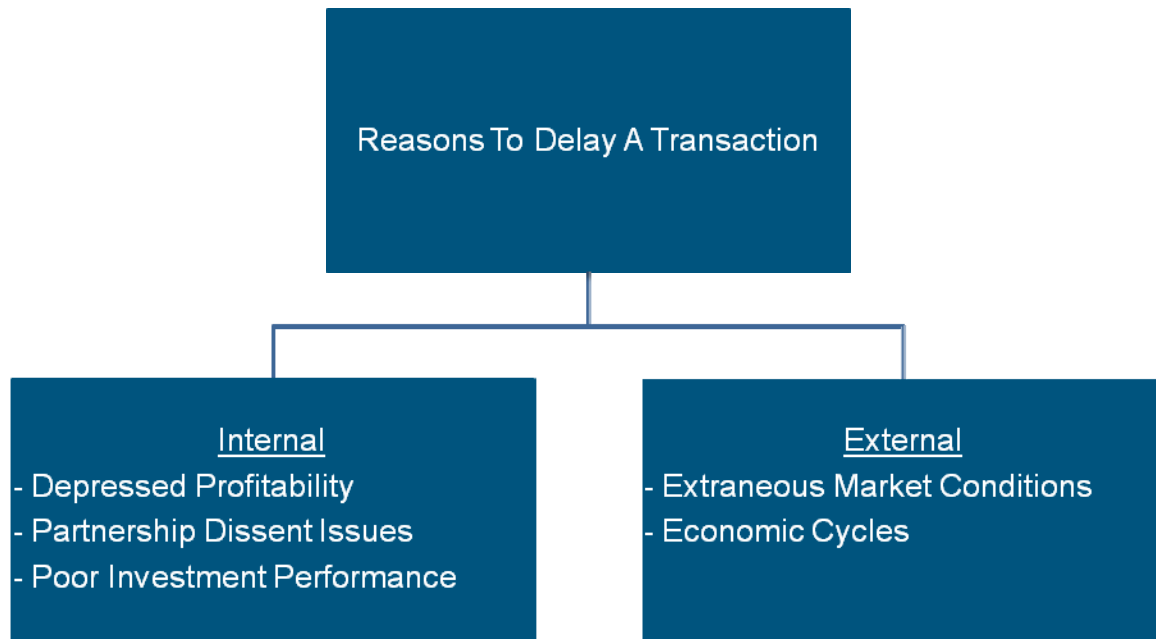 Reasons To Delay A Transaction
Internal
- Depressed Profitability
- Partnership Dissent Issues
- Poor Investment Performance
External
- Extraneous Market Conditions
- Economic Cycles